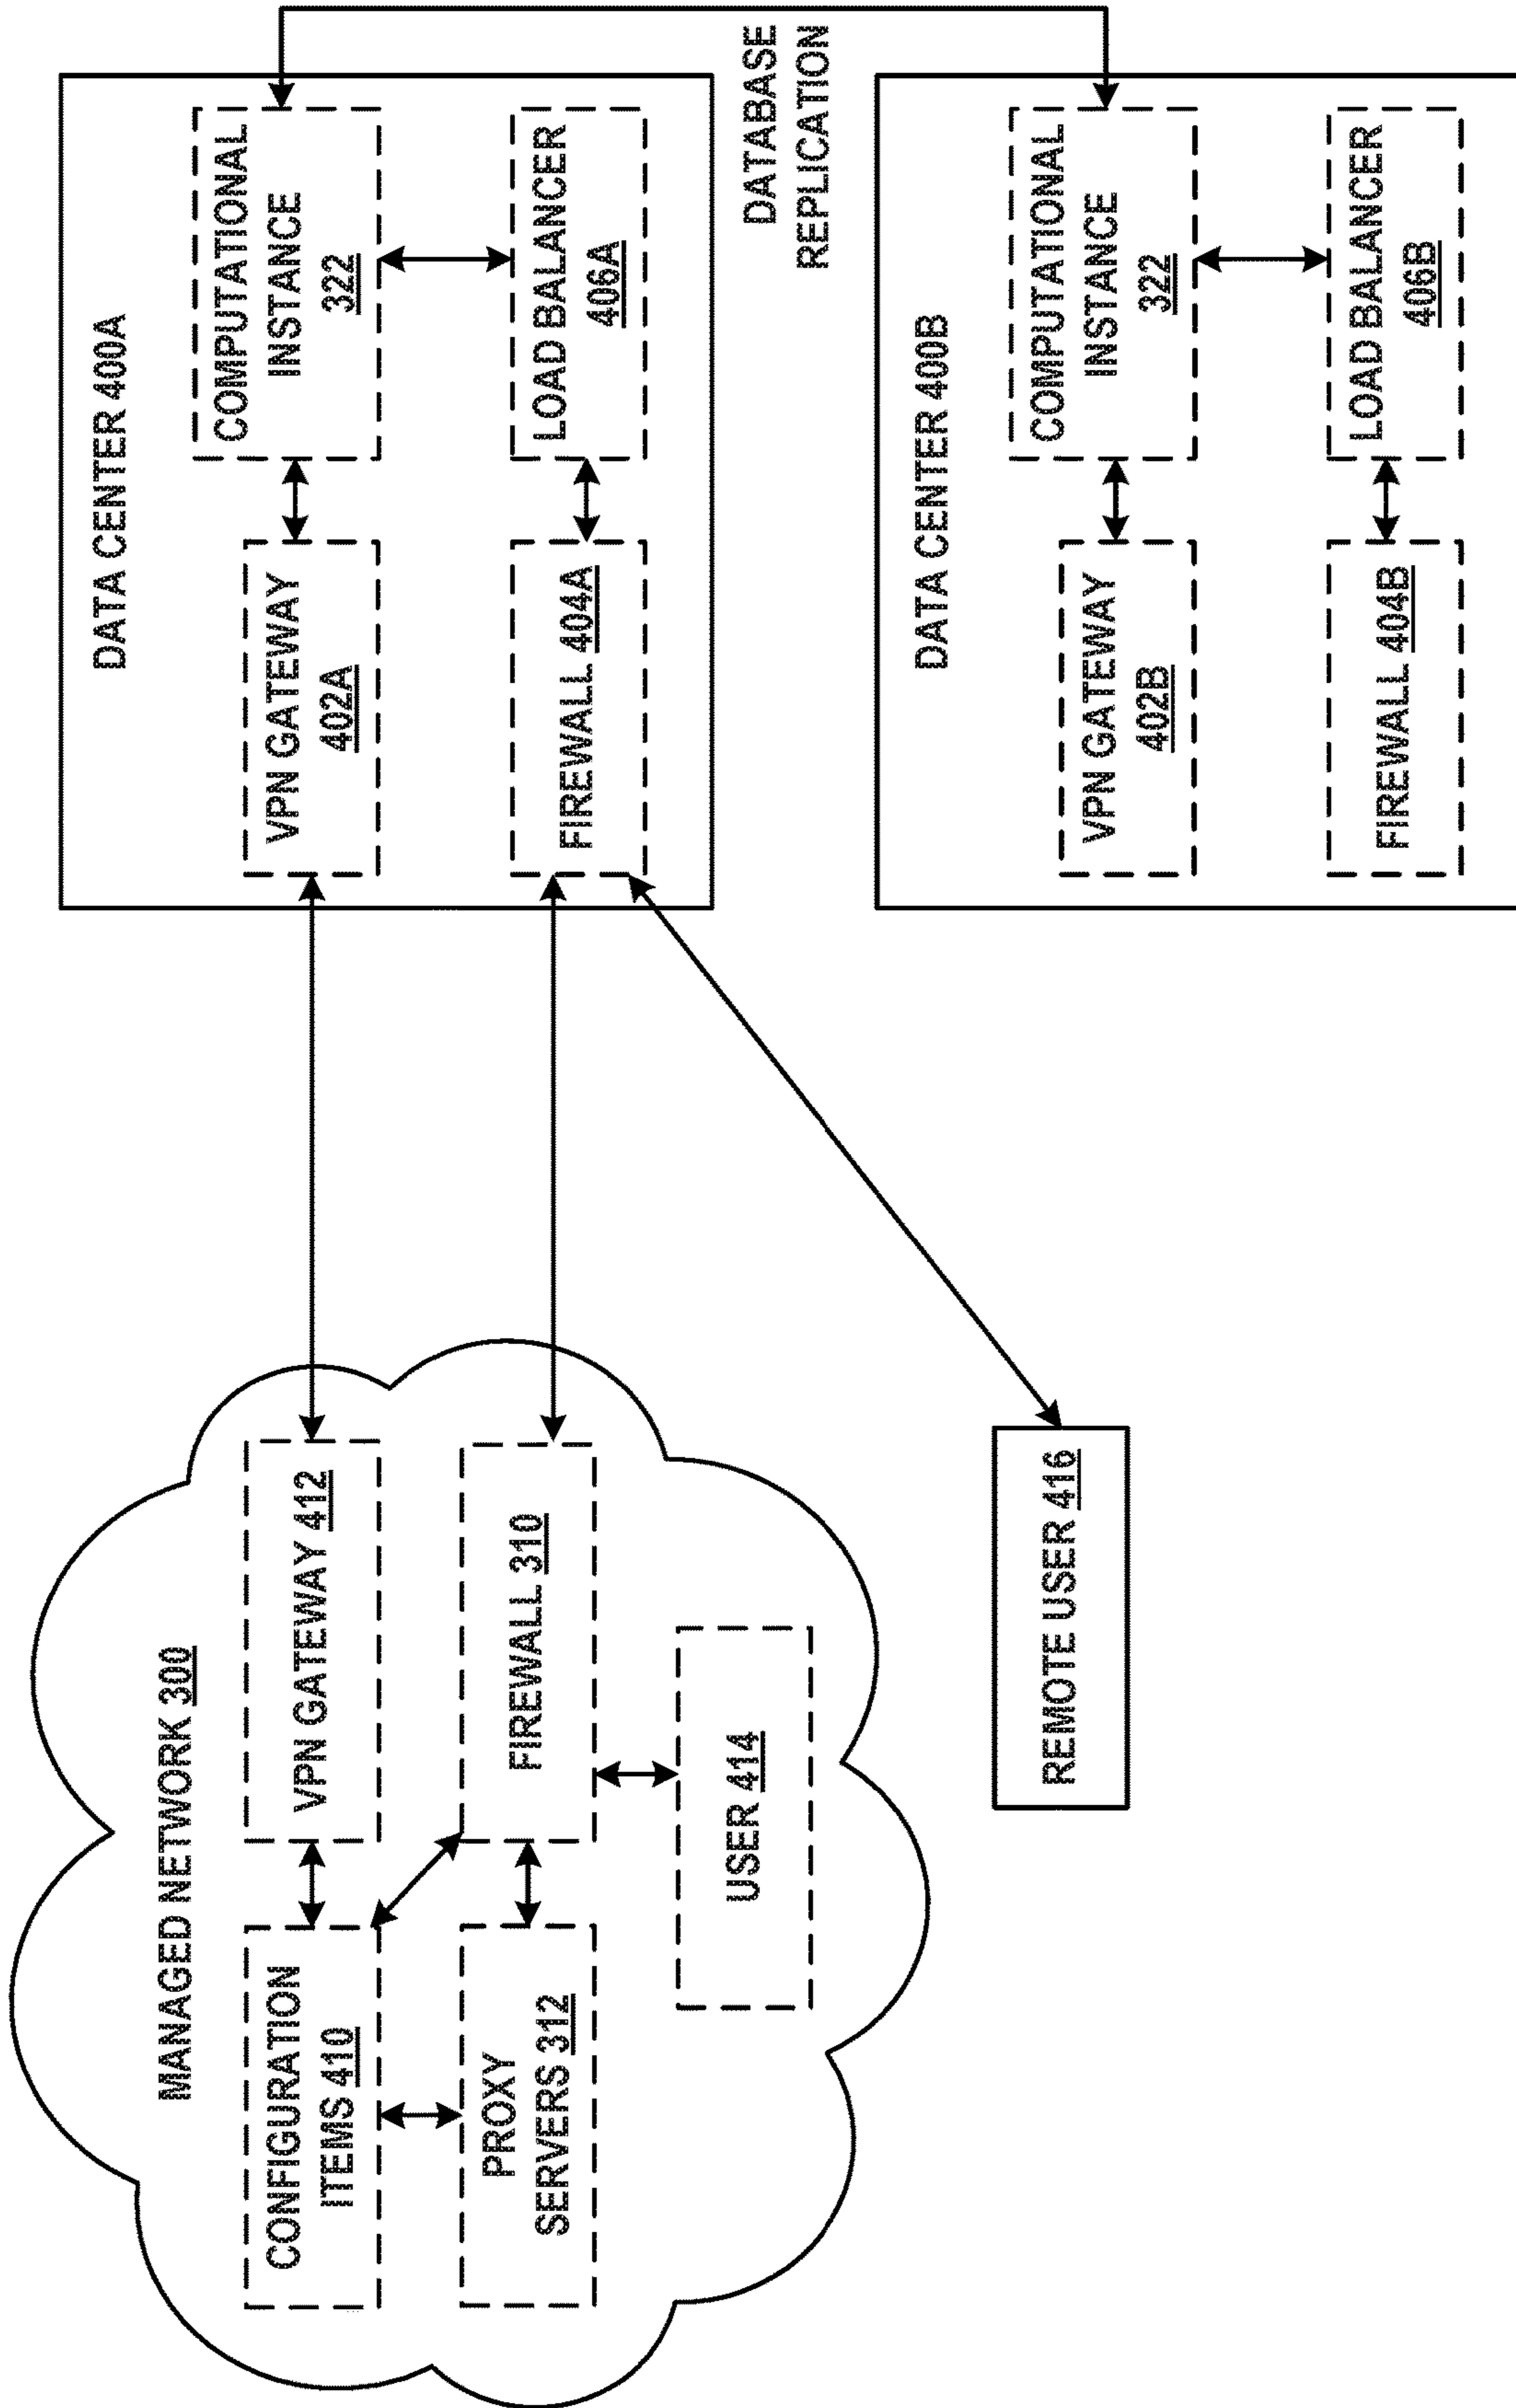 MANAGED NETWORK 300
CONFIGURATION
ITEMS 410
VPN GATEWAY 412
PROXY
SERVERS 312
FIREWALL 310
USER 414
REMOTE USER 416
DATA CENTER 400A
VPN GATEWAY
402A
COMPUTATIONAL
INSTANCE
322
FIREWALL 404A
LOAD BALANCER
406A
DATABASE
REPLICATION
DATA CENTER 400B
VPN GATEWAY
402B
COMPUTATIONAL
INSTANCE
322
FIREWALL 404B
LOAD BALANCER
406B